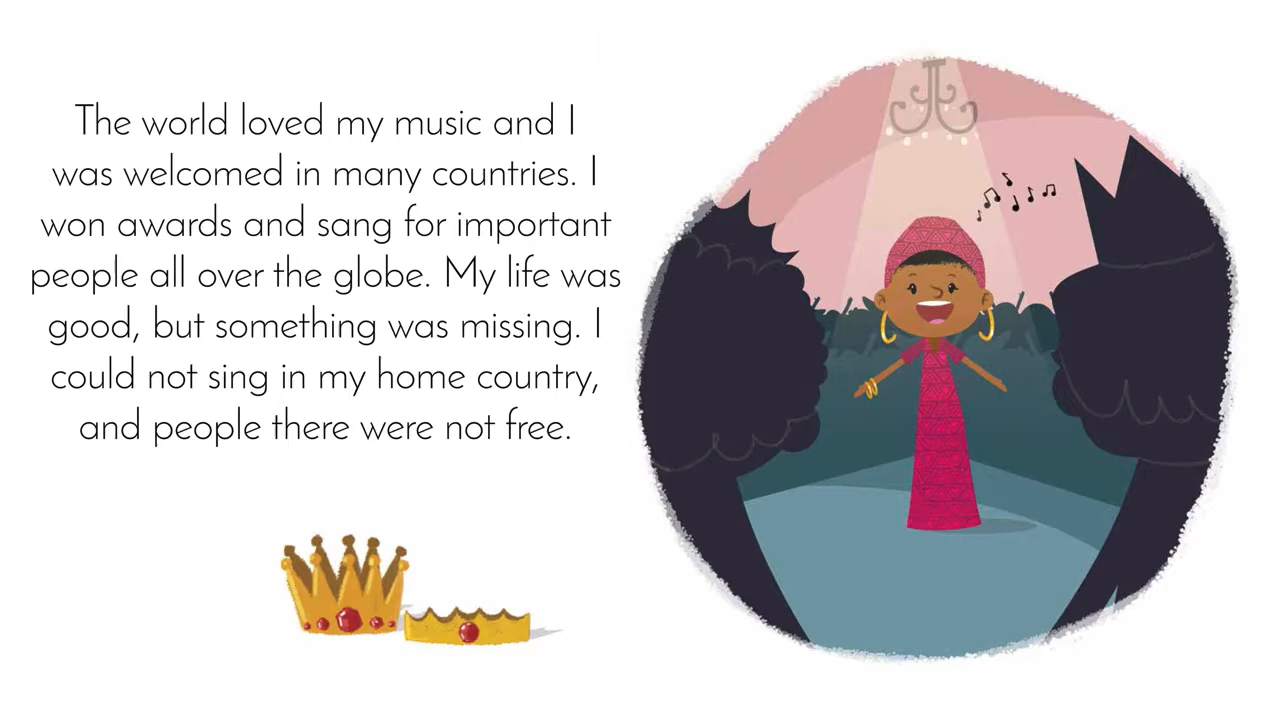 The world loved my music and I
was welcomed in many countries. I
won awards and sang for important
people all over the globe. My life was
good, but something was missing. I
could not sing in my home country,
and people there were not free.